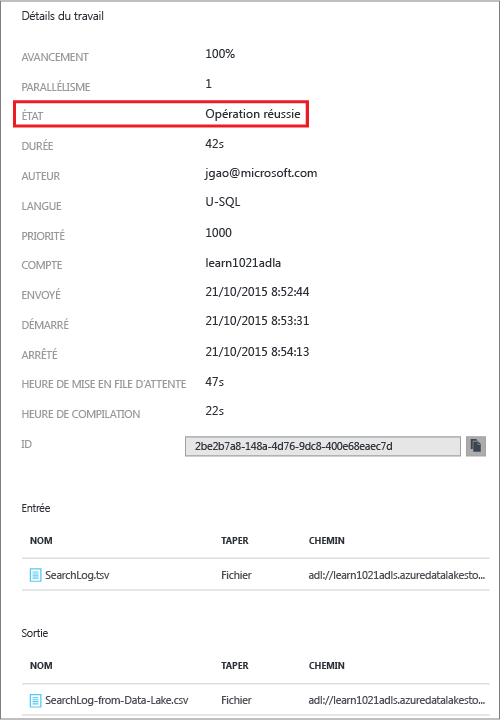 Détails du travail
AVANCEMENT 100%
PARALLÉLISME 1
ÉTAT Opération réussie
DURÉE 42s
AUTEUR jgao@microsoft.com
LANGUE U-SQL
PRIORITÉ 1000
COMPTE learn1021adla
ENVOYÉ 21/10/2015 8:52:44
DÉMARRÉ 21/10/2015 8:53:31
ARRÊTÉ 21/10/2015 8:54:13
HEURE DE MISE EN FILE D'ATTENTE 47s
HEURE DE COMPILATION 22s
ID 2be2b7a8-148a-4d76-9dc8-400e68eaec7d
Entrée
NOM TAPER CHEMIN
SearchLog.tsv Fichier adl://learn1021adls.azuredatalakesto...
Sortie
NOM TAPER CHEMIN
SearchLog-from-Data-Lake.csv Fichier adl://learn1021adls.azuredatalakesto...